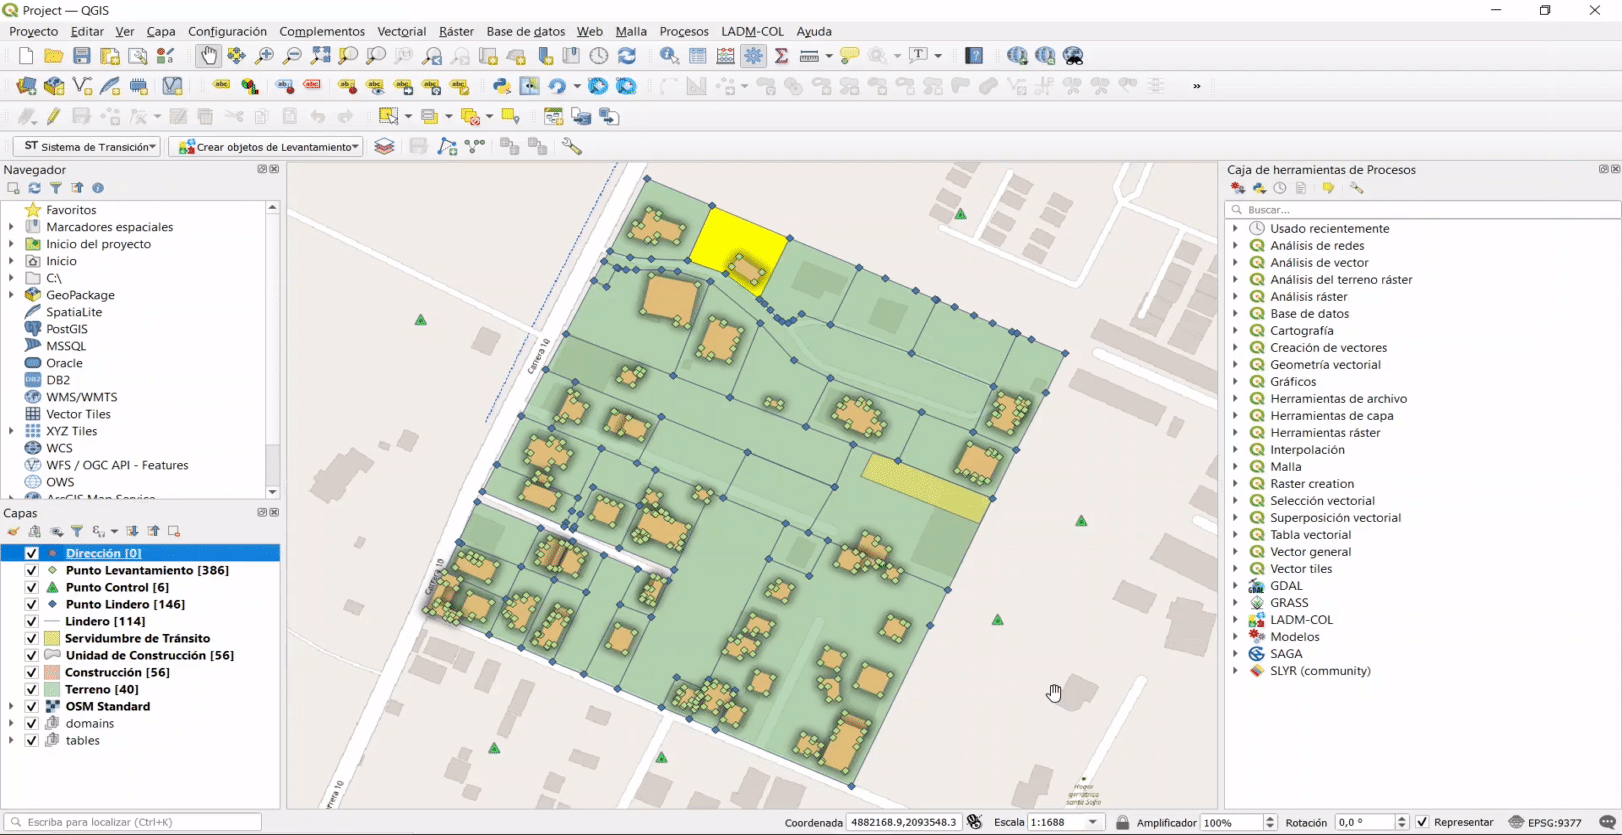 Project — QGIS
Proyecto Editar Ver Capa Configuración Complementos Vectorial Ráster Base de datos Web Malla Procesos LADM-COL Ayuda
ST Sistema de Transición Crear objetos de Levantamiento
Navegador
Favoritos
Marcadores espaciales
Inicio del proyecto
Inicio
C:\
GeoPackage
SpatiaLite
PostGIS
MSSQL
Oracle
DB2
WMS/WMTS
Vector Tiles
XYZ Tiles
WCS
WFS / OGC API - Features
OWS
ArcGIS Map Service
Capas
Dirección [0]
Punto Levantamiento [386]
Punto Control [6]
Punto Lindero [146]
Lindero [114]
Servidumbre de Tránsito
Unidad de Construcción [56]
Construcción [56]
Terreno [40]
OSM Standard
domains
tables
Carrera 10
Carrera 10
Hogar
geriátrico
Santa Sofía
Caja de herramientas de Procesos
Buscar...
Usado recientemente
Análisis de redes
Análisis de vector
Análisis del terreno ráster
Análisis ráster
Base de datos
Cartografía
Creación de vectores
Geometría vectorial
Gráficos
Herramientas de archivo
Herramientas de capa
Herramientas ráster
Interpolación
Malla
Raster creation
Selección vectorial
Superposición vectorial
Tabla vectorial
Vector general
Vector tiles
GDAL
GRASS
LADM-COL
Modelos
SAGA
SLYR (community)
Escriba para localizar (Ctrl+K)
Coordenada 4882168.9,2093548.3 Escala 1:1688 Amplificador 100% Rotación 0,0 ° Representar EPSG:9377